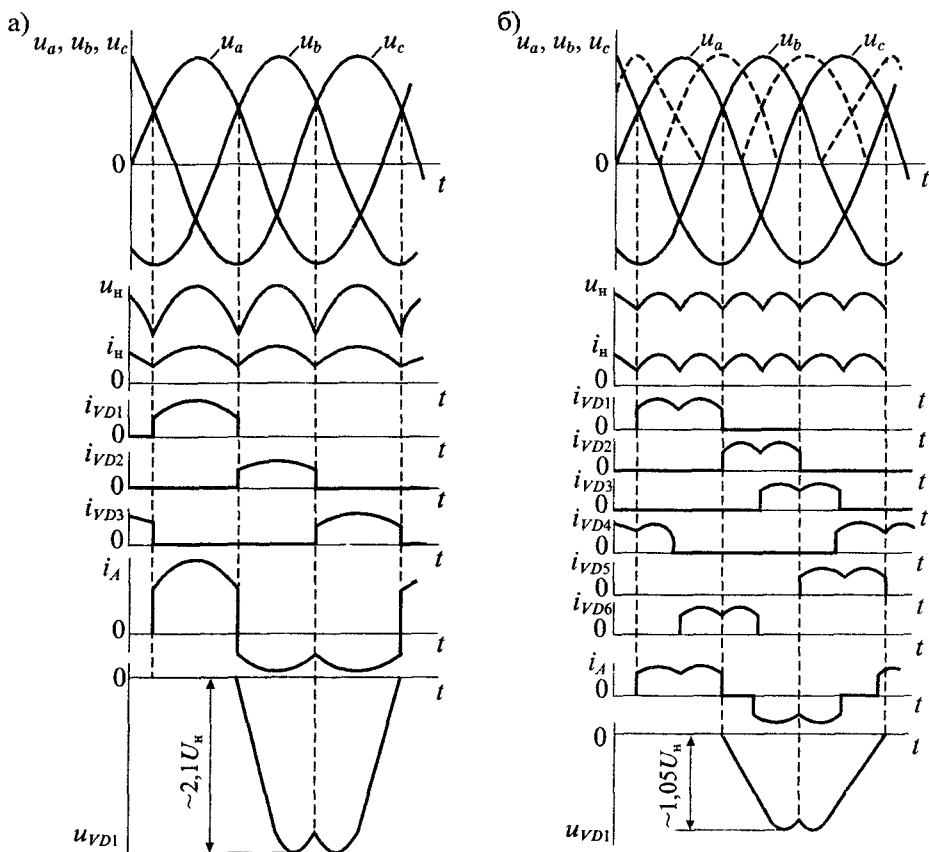 а)
u_a, u_b, u_c
u_a
u_b
u_c
0
t
u_н
i_н
0
t
i_VD1
0
t
i_VD2
0
t
i_VD3
0
t
i_A
0
t
0
~2,1U_н
u_VD1
б)
u_a, u_b, u_c
u_a
u_b
u_c
0
t
u_н
i_н
0
t
i_VD1
0
t
i_VD2
0
t
i_VD3
0
t
i_VD4
0
t
i_VD5
0
t
i_VD6
0
t
i_A
0
t
0
t
~1,05U_н
u_VD1